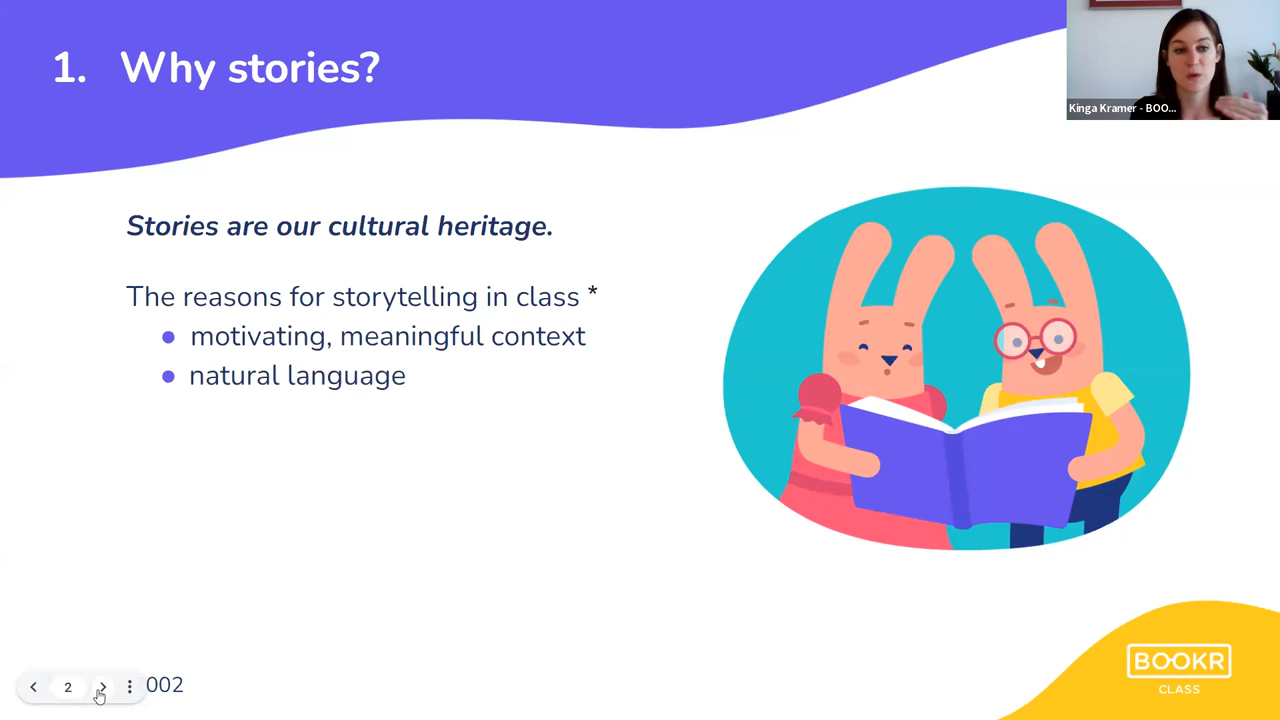 1. Why stories?
Kinga Kramer - BOO...
Stories are our cultural heritage.
The reasons for storytelling in class *
● motivating, meaningful context
● natural language
2
002
BOOKR
CLASS